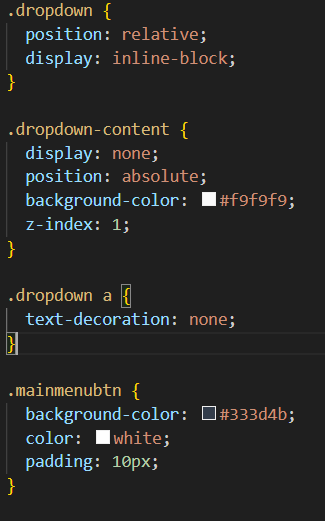 .dropdown {
  position: relative;
  display: inline-block;
}

.dropdown-content {
  display: none;
  position: absolute;
  background-color: #f9f9f9;
  z-index: 1;
}

.dropdown a {
  text-decoration: none;
}

.mainmenubtn {
  background-color: #333d4b;
  color: white;
  padding: 10px;
}